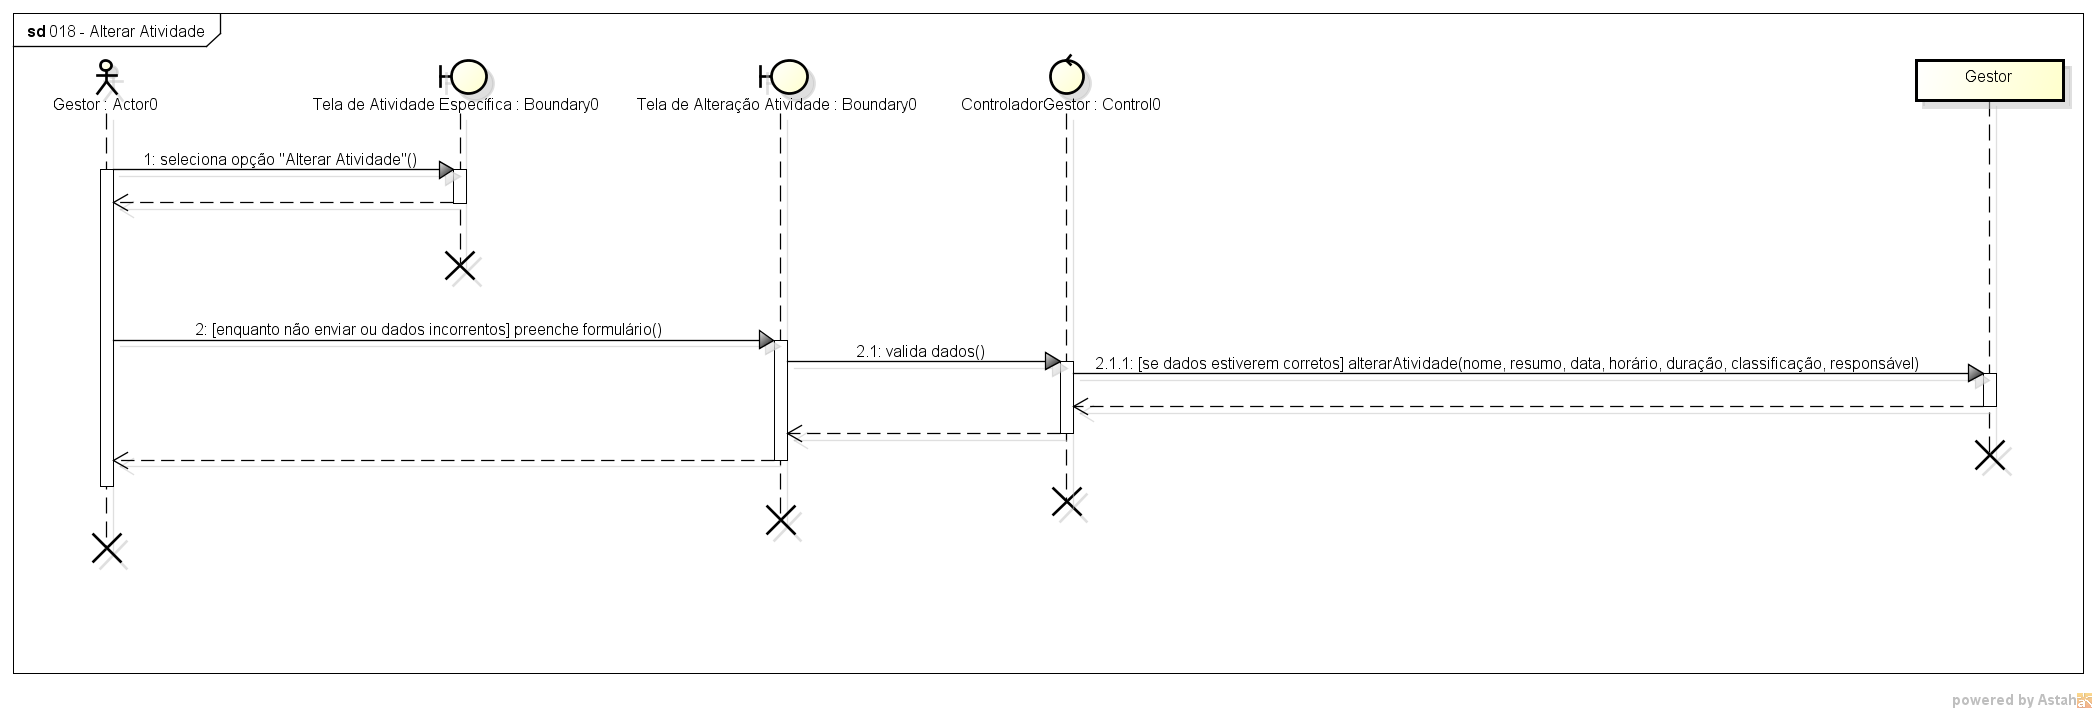 sd 018 - Alterar Atividade
Gestor : Actor0
Tela de Atividade Específica : Boundary0
Tela de Alteração Atividade : Boundary0
ControladorGestor : Control0
Gestor
1: seleciona opção "Alterar Atividade"()
2: [enquanto não enviar ou dados incorrentos] preenche formulário()
2.1: valida dados()
2.1.1: [se dados estiverem corretos] alterarAtividade(nome, resumo, data, horário, duração, classificação, responsável)
powered by Astah